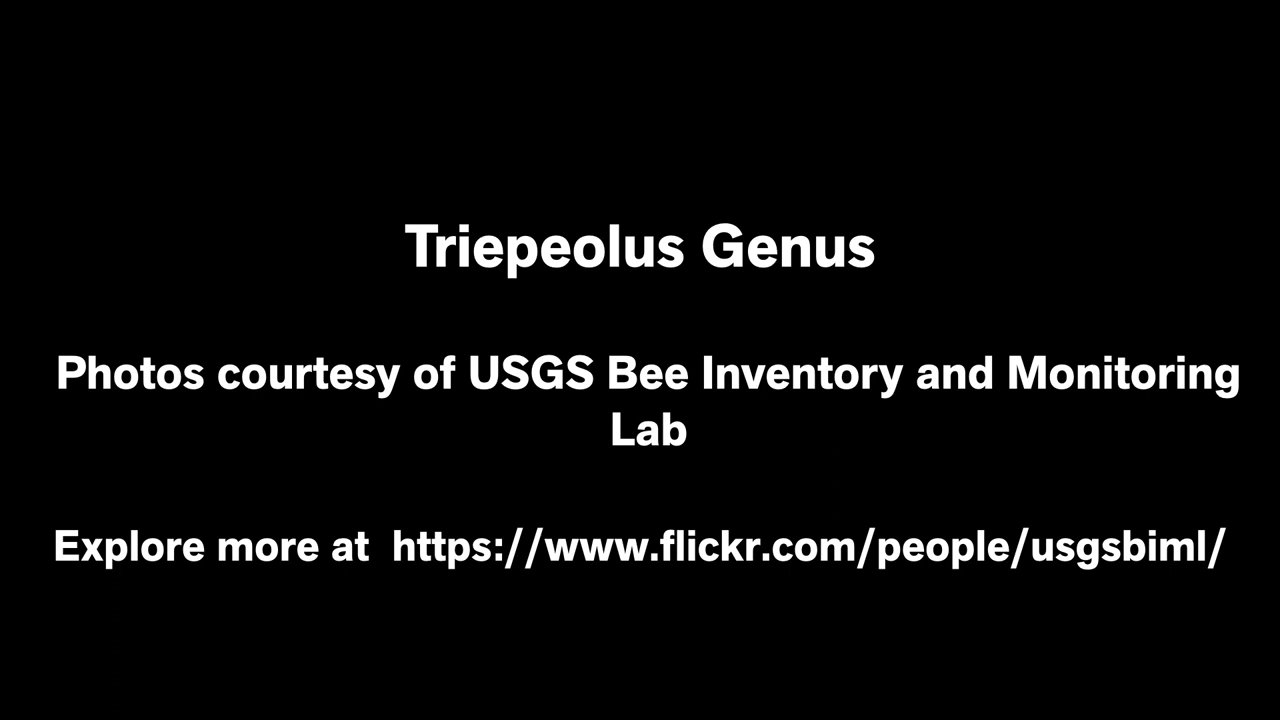 Triepeolus Genus
Photos courtesy of USGS Bee Inventory and Monitoring
Lab
Explore more at  https://www.flickr.com/people/usgsbiml/